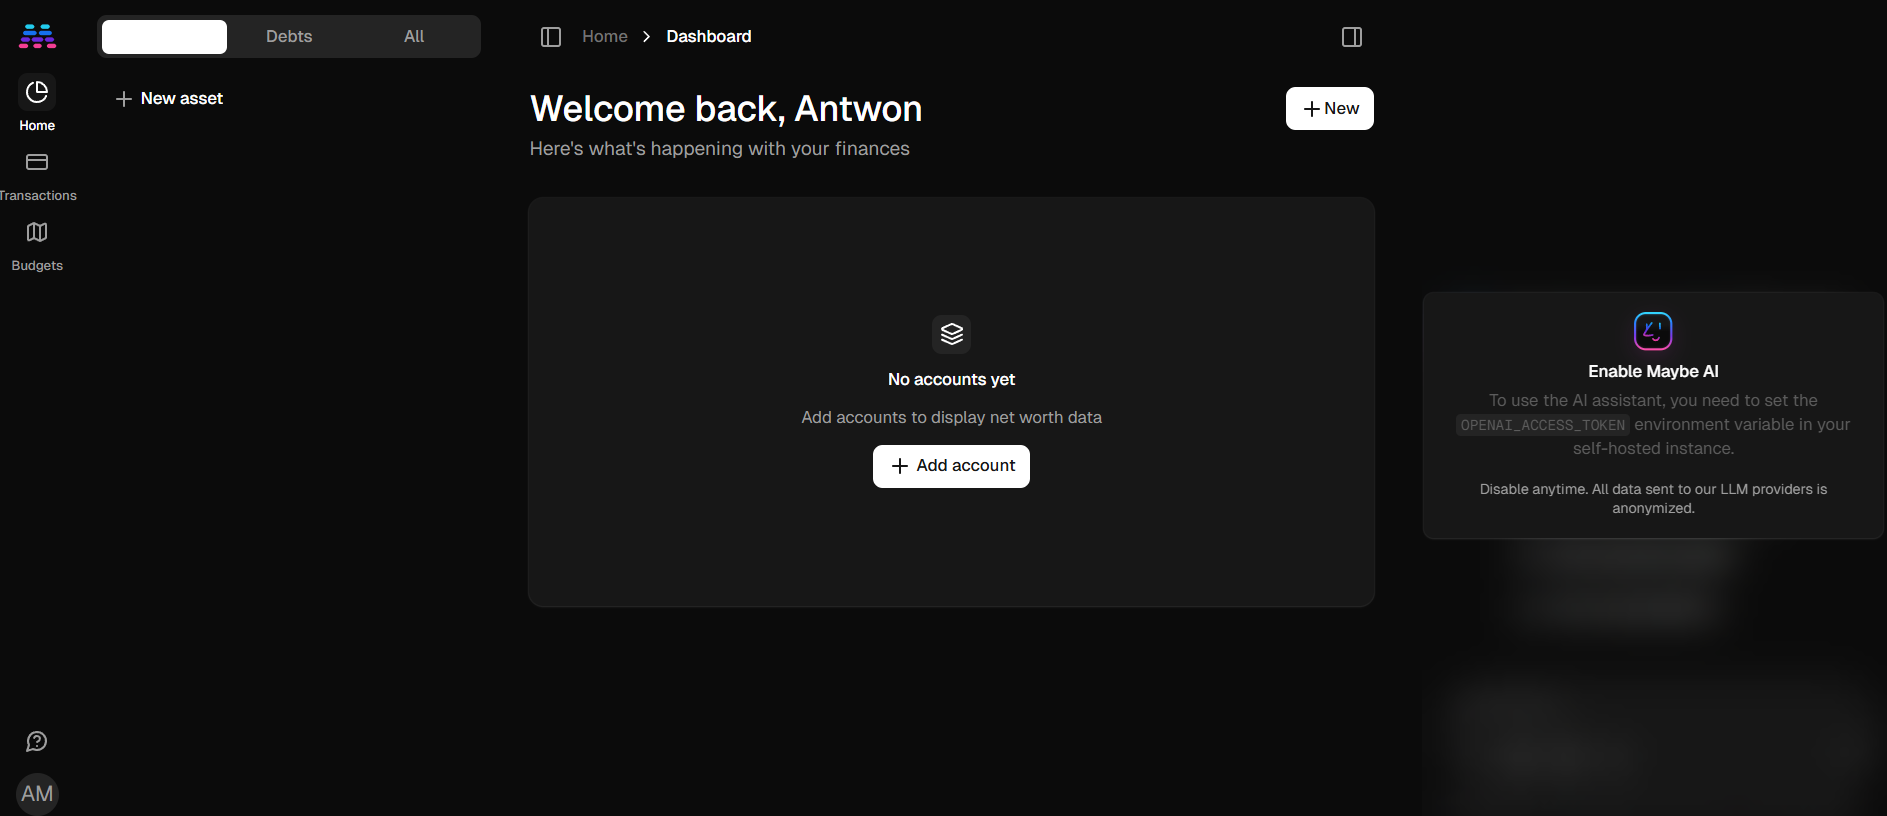 Home
Transactions
Budgets
AM
Debts
All
New asset
Home
Dashboard
Welcome back, Antwon
Here's what's happening with your finances
New
No accounts yet
Add accounts to display net worth data
Add account
Enable Maybe AI
To use the AI assistant, you need to set the
OPENAI_ACCESS_TOKEN environment variable in your
self-hosted instance.
Disable anytime. All data sent to our LLM providers is
anonymized.